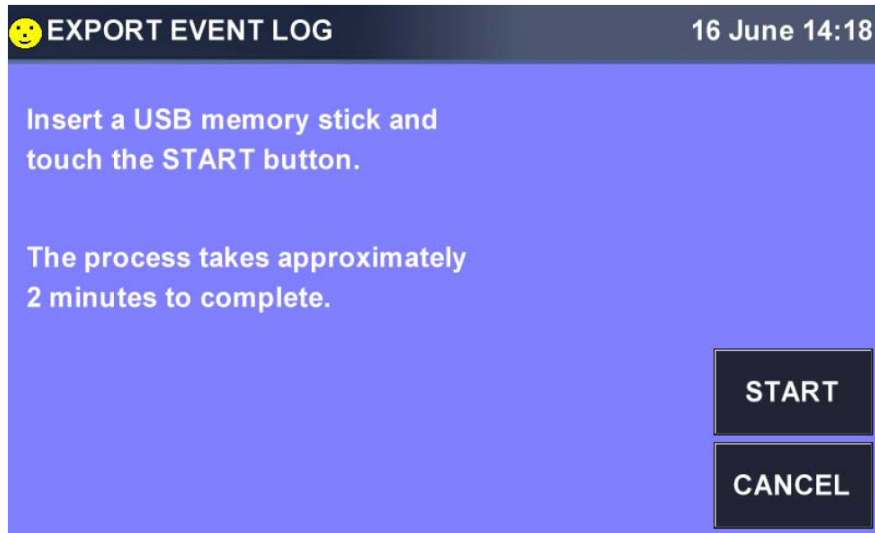 EXPORT EVENT LOG 16 June 14:18
Insert a USB memory stick and
touch the START button.
The process takes approximately
2 minutes to complete.
START
CANCEL